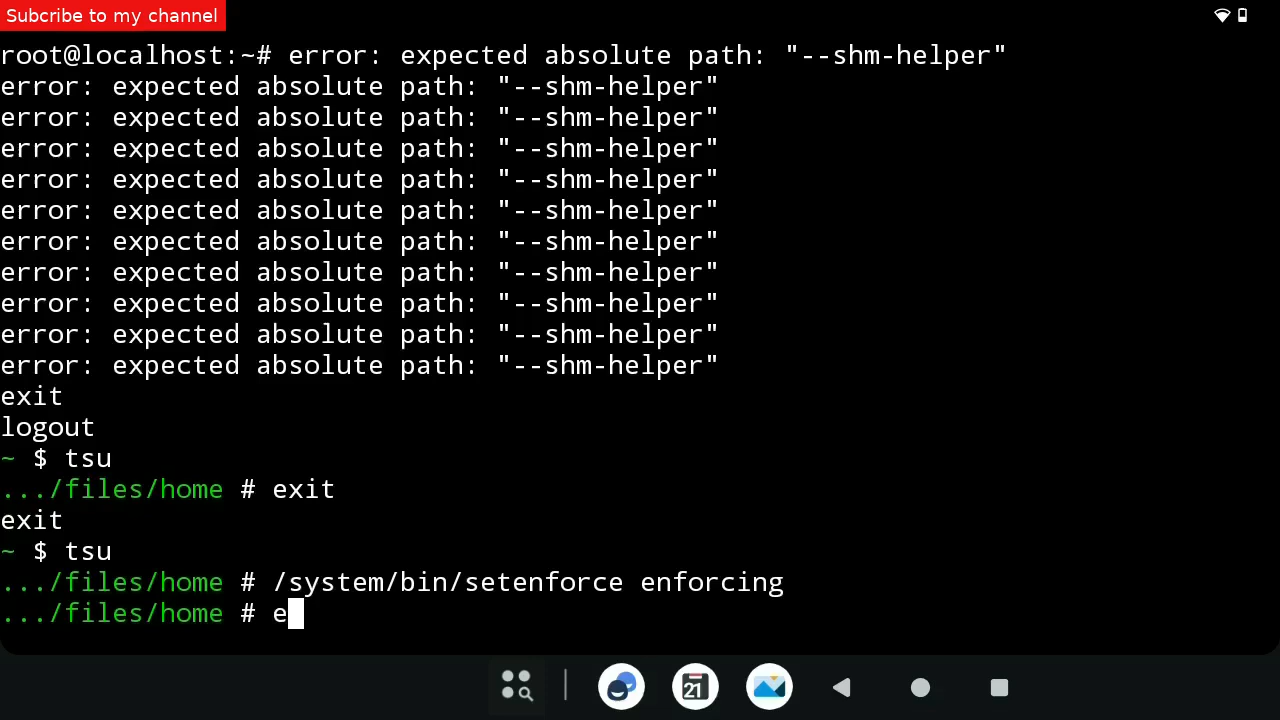 Subcribe to my channel
root@localhost:~# error: expected absolute path: "--shm-helper"
error: expected absolute path: "--shm-helper"
error: expected absolute path: "--shm-helper"
error: expected absolute path: "--shm-helper"
error: expected absolute path: "--shm-helper"
error: expected absolute path: "--shm-helper"
error: expected absolute path: "--shm-helper"
error: expected absolute path: "--shm-helper"
error: expected absolute path: "--shm-helper"
error: expected absolute path: "--shm-helper"
error: expected absolute path: "--shm-helper"
exit
logout
~ $ tsu
.../files/home # exit
exit
~ $ tsu
.../files/home # /system/bin/setenforce enforcing
.../files/home # e
21